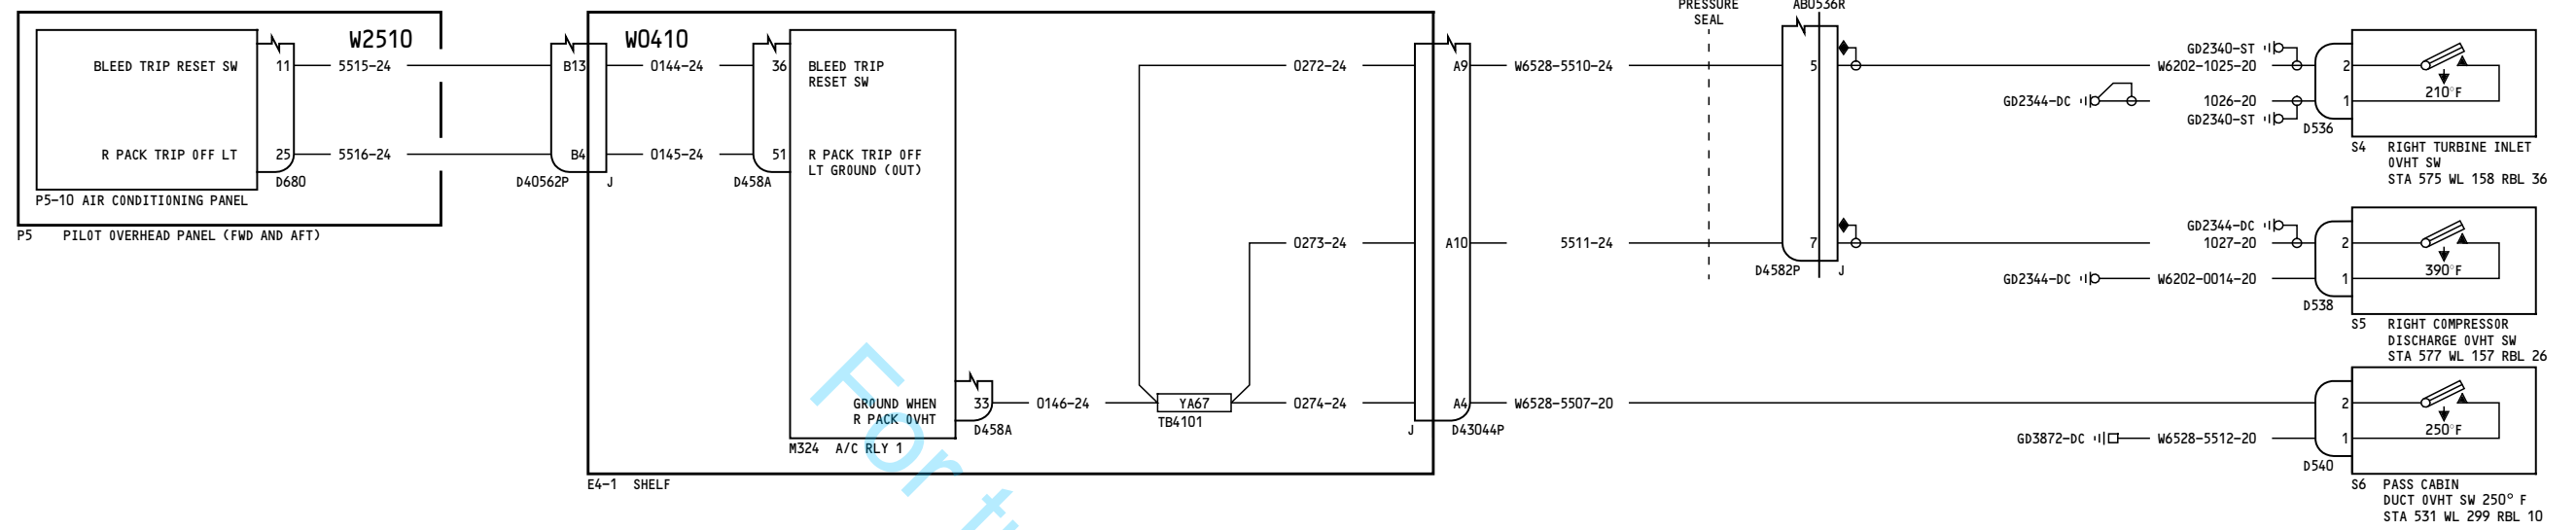 W2510
BLEED TRIP RESET SW
11
5515-24
R PACK TRIP OFF LT
25
5516-24
D680
P5-10 AIR CONDITIONING PANEL
P5 PILOT OVERHEAD PANEL (FWD AND AFT)
B13
B4
D40562P
J
W0410
0144-24
0145-24
36
51
D458A
BLEED TRIP
RESET SW
R PACK TRIP OFF
LT GROUND (OUT)
GROUND WHEN
R PACK OVHT
33
D458A
M324 A/C RLY 1
E4-1 SHELF
0146-24
YA67
TB4101
0272-24
0273-24
0274-24
A9
A10
A4
J
D43044P
W6528-5510-24
5511-24
W6528-5507-20
PRESSURE
SEAL
ABU536R
5
7
D4582P
J
GD2340-ST
W6202-1025-20
GD2344-DC
1026-20
GD2340-ST
2
1
D536
210°F
S4 RIGHT TURBINE INLET
OVHT SW
STA 575 WL 158 RBL 36
GD2344-DC
1027-20
GD2344-DC
W6202-0014-20
2
1
D538
390°F
S5 RIGHT COMPRESSOR
DISCHARGE OVHT SW
STA 577 WL 157 RBL 26
GD3872-DC
W6528-5512-20
2
1
D540
250°F
S6 PASS CABIN
DUCT OVHT SW 250° F
STA 531 WL 299 RBL 10
For